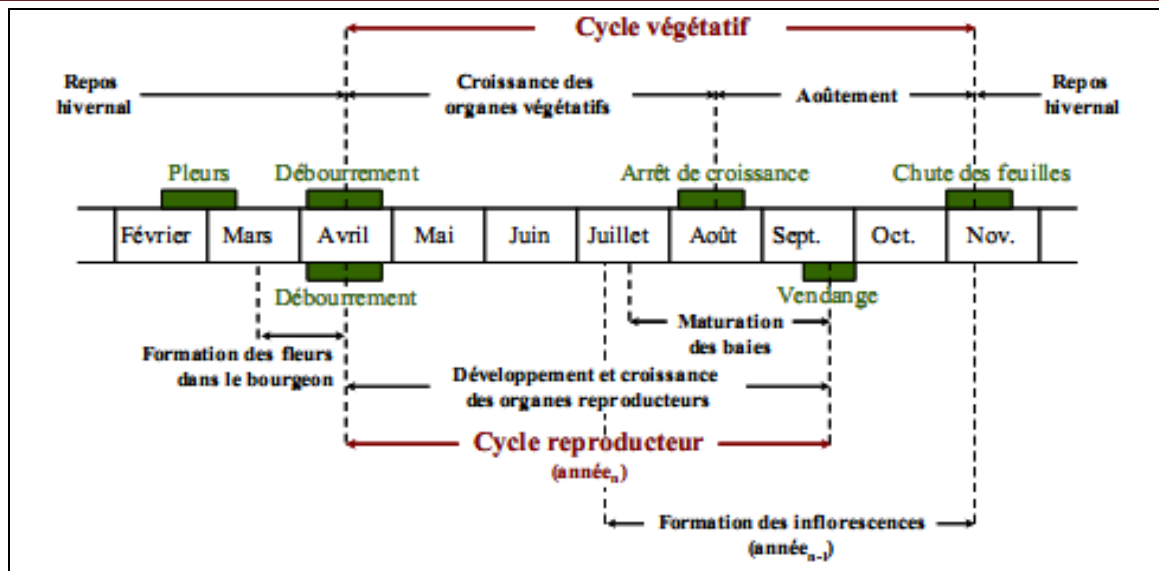 Cycle végétatif
Repos
hivernal
Croissance des
organes végétatifs
Aoûtement
Repos
hivernal
Pleurs
Débourrement
Arrêt de croissance
Chute des feuilles
Février
Mars
Avril
Mai
Juin
Juillet
Août
Sept.
Oct.
Nov.
Débourrement
Vendange
Maturation
des baies
Formation des fleurs
dans le bourgeon
Développement et croissance
des organes reproducteurs
Cycle reproducteur
(annéeₙ)
Formation des inflorescences
(annéeₙ₋₁)